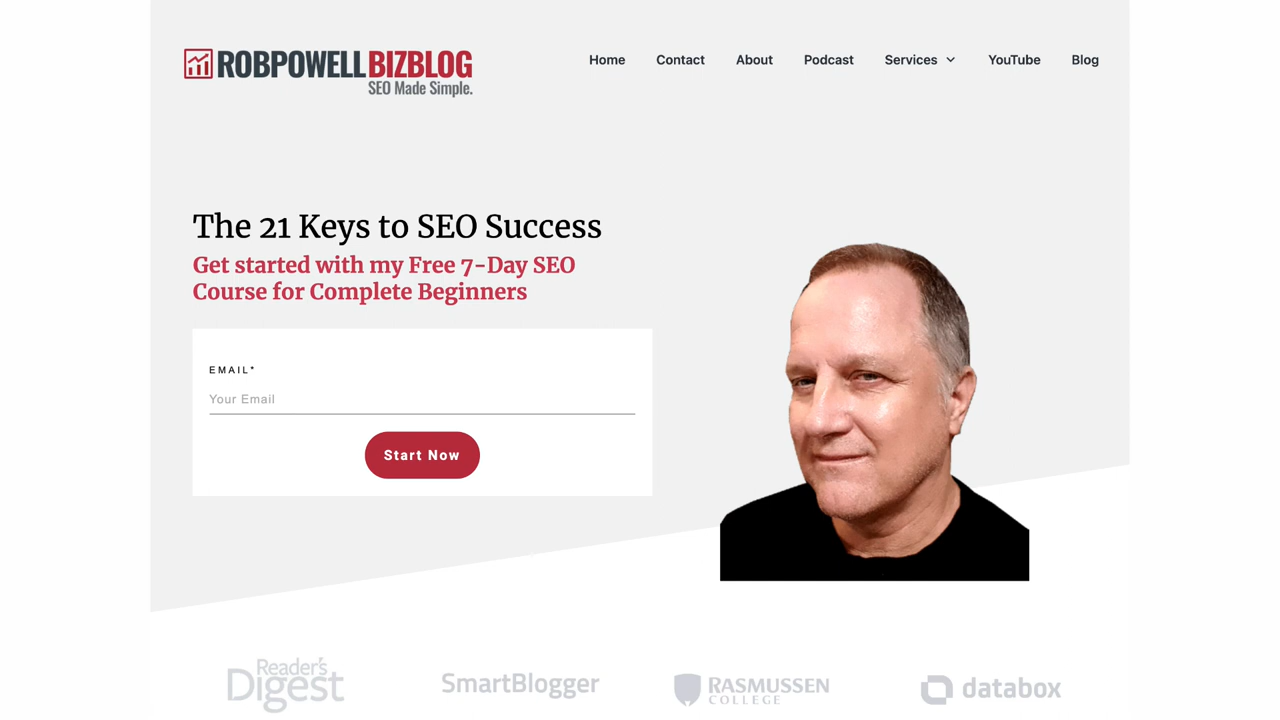 ROBPOWELLBIZBLOG
SEO Made Simple.
Home Contact About Podcast Services YouTube Blog
The 21 Keys to SEO Success
Get started with my Free 7-Day SEO
Course for Complete Beginners
EMAIL*
Your Email
Start Now
Reader's
Digest
SmartBlogger
RASMUSSEN
COLLEGE
databox